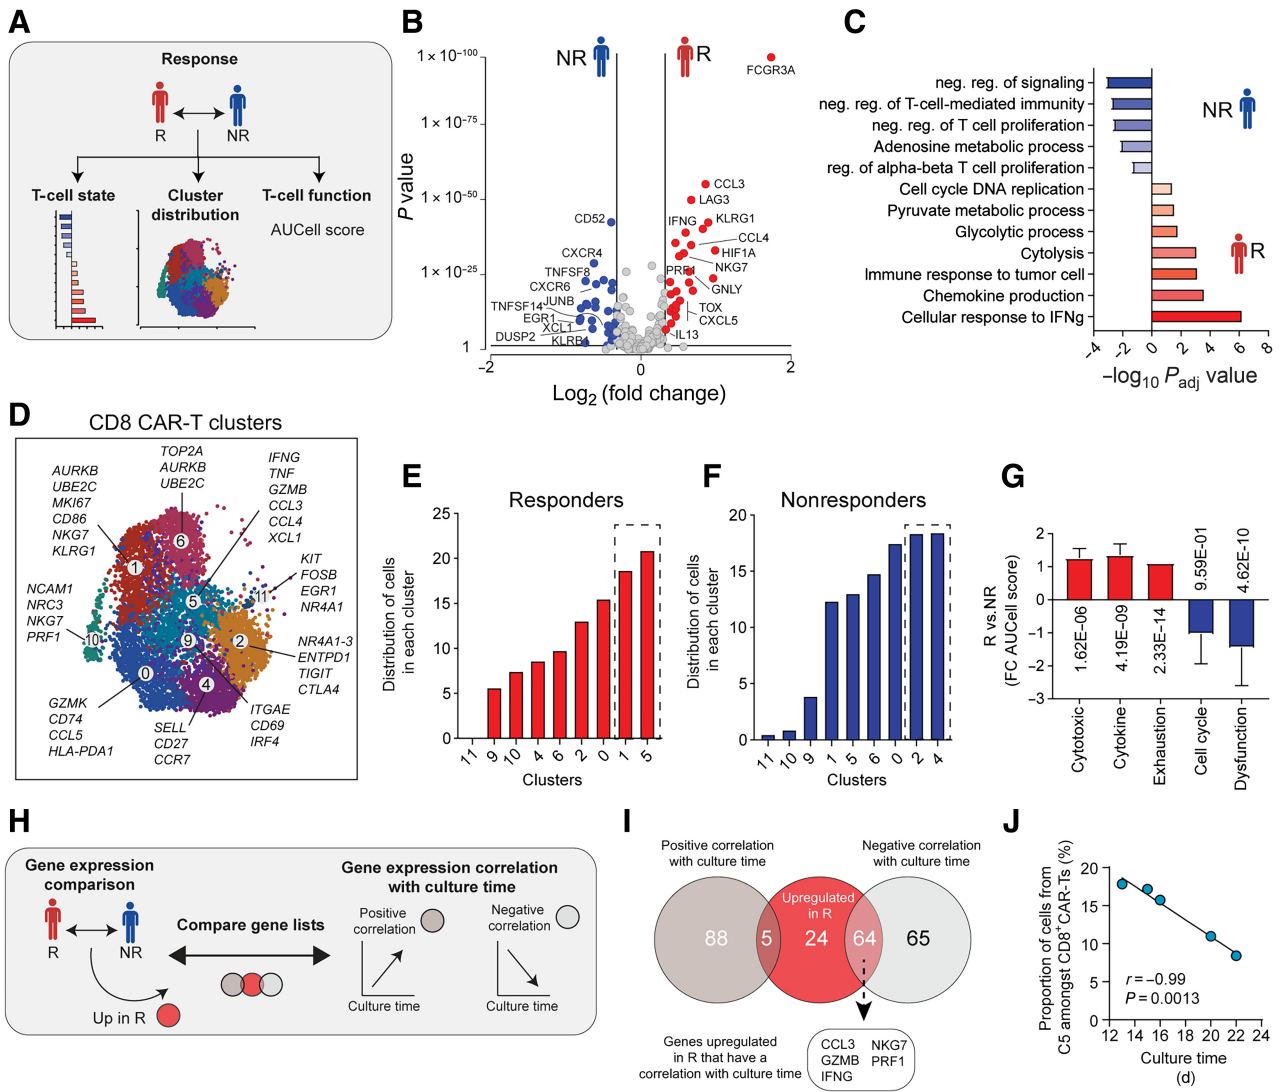 A
Response
R
NR
T-cell state
Cluster
distribution
T-cell function
AUCell score
B
NR
R
P value
1 × 10⁻¹⁰⁰
1 × 10⁻⁷⁵
1 × 10⁻⁵⁰
1 × 10⁻²⁵
1
FCGR3A
CCL3
LAG3
CD52
IFNG
KLRG1
CCL4
CXCR4
HIF1A
TNFSF8
PRF1
NKG7
CXCR6
GNLY
JUNB
TNFSF14
TOX
EGR1
CXCL5
XCL1
DUSP2
KLRB1
IL13
−2
0
2
Log₂ (fold change)
C
neg. reg. of signaling
neg. reg. of T-cell-mediated immunity
neg. reg. of T cell proliferation
Adenosine metabolic process
reg. of alpha-beta T cell proliferation
Cell cycle DNA replication
Pyruvate metabolic process
Glycolytic process
Cytolysis
Immune response to tumor cell
Chemokine production
Cellular response to IFNg
NR
R
−4 −2 0 2 4 6 8
−log₁₀ Padj value
D
CD8 CAR-T clusters
AURKB
UBE2C
MKI67
CD86
NKG7
KLRG1
TOP2A
AURKB
UBE2C
IFNG
TNF
GZMB
CCL3
CCL4
XCL1
KIT
FOSB
EGR1
NR4A1
NCAM1
NRC3
NKG7
PRF1
NR4A1-3
ENTPD1
TIGIT
CTLA4
GZMK
CD74
CCL5
HLA-PDA1
SELL
CD27
CCR7
ITGAE
CD69
IRF4
6
1
5
11
10
9
2
0
4
E
Responders
Distribution of cells
in each cluster
25
20
15
10
5
0
11 9 10 4 6 2 0 1 5
Clusters
F
Nonresponders
Distribution of cells
in each cluster
20
15
10
5
0
11 10 9 1 5 6 0 2 4
Clusters
G
R vs.NR
(FC AUCell score)
2
1
0
−1
−2
−3
1.62E−06
4.19E−09
2.33E−14
9.59E−01
4.62E−10
Cytotoxic
Cytokine
Exhaustion
Cell cycle
Dysfunction
H
Gene expression
comparison
R
NR
Up in R
Compare gene lists
Gene expression correlation
with culture time
Positive
correlation
Culture time
Negative
correlation
Culture time
I
Positive correlation
with culture time
Negative correlation
with culture time
Upregulated
in R
88
5
24
64
65
Genes upregulated
in R that have a
correlation with culture time
CCL3 NKG7
GZMB PRF1
IFNG
J
Proportion of cells from
C5 amongst CD8⁺CAR-Ts (%)
20
15
10
5
0
r = −0.99
P = 0.0013
12 14 16 18 20 22 24
Culture time
(d)